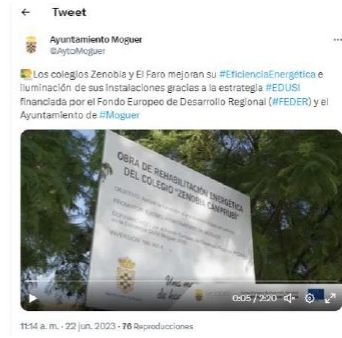 ← Tweet
Ayuntamiento Moguer
@AytoMoguer
Los colegios Zenobia y El Faro mejoran su #EficienciaEnergética e
iluminación de sus instalaciones gracias a la estrategia #EDUSI
financiada por el Fondo Europeo de Desarrollo Regional (#FEDER) y el
Ayuntamiento de #Moguer
OBRA DE REHABILITACIÓN ENERGÉTICA
DEL COLEGIO "ZENOBIA CAMPRUBÍ"
0:05 / 2:20
11:14 a. m. · 22 jun. 2023 · 76 Reproducciones